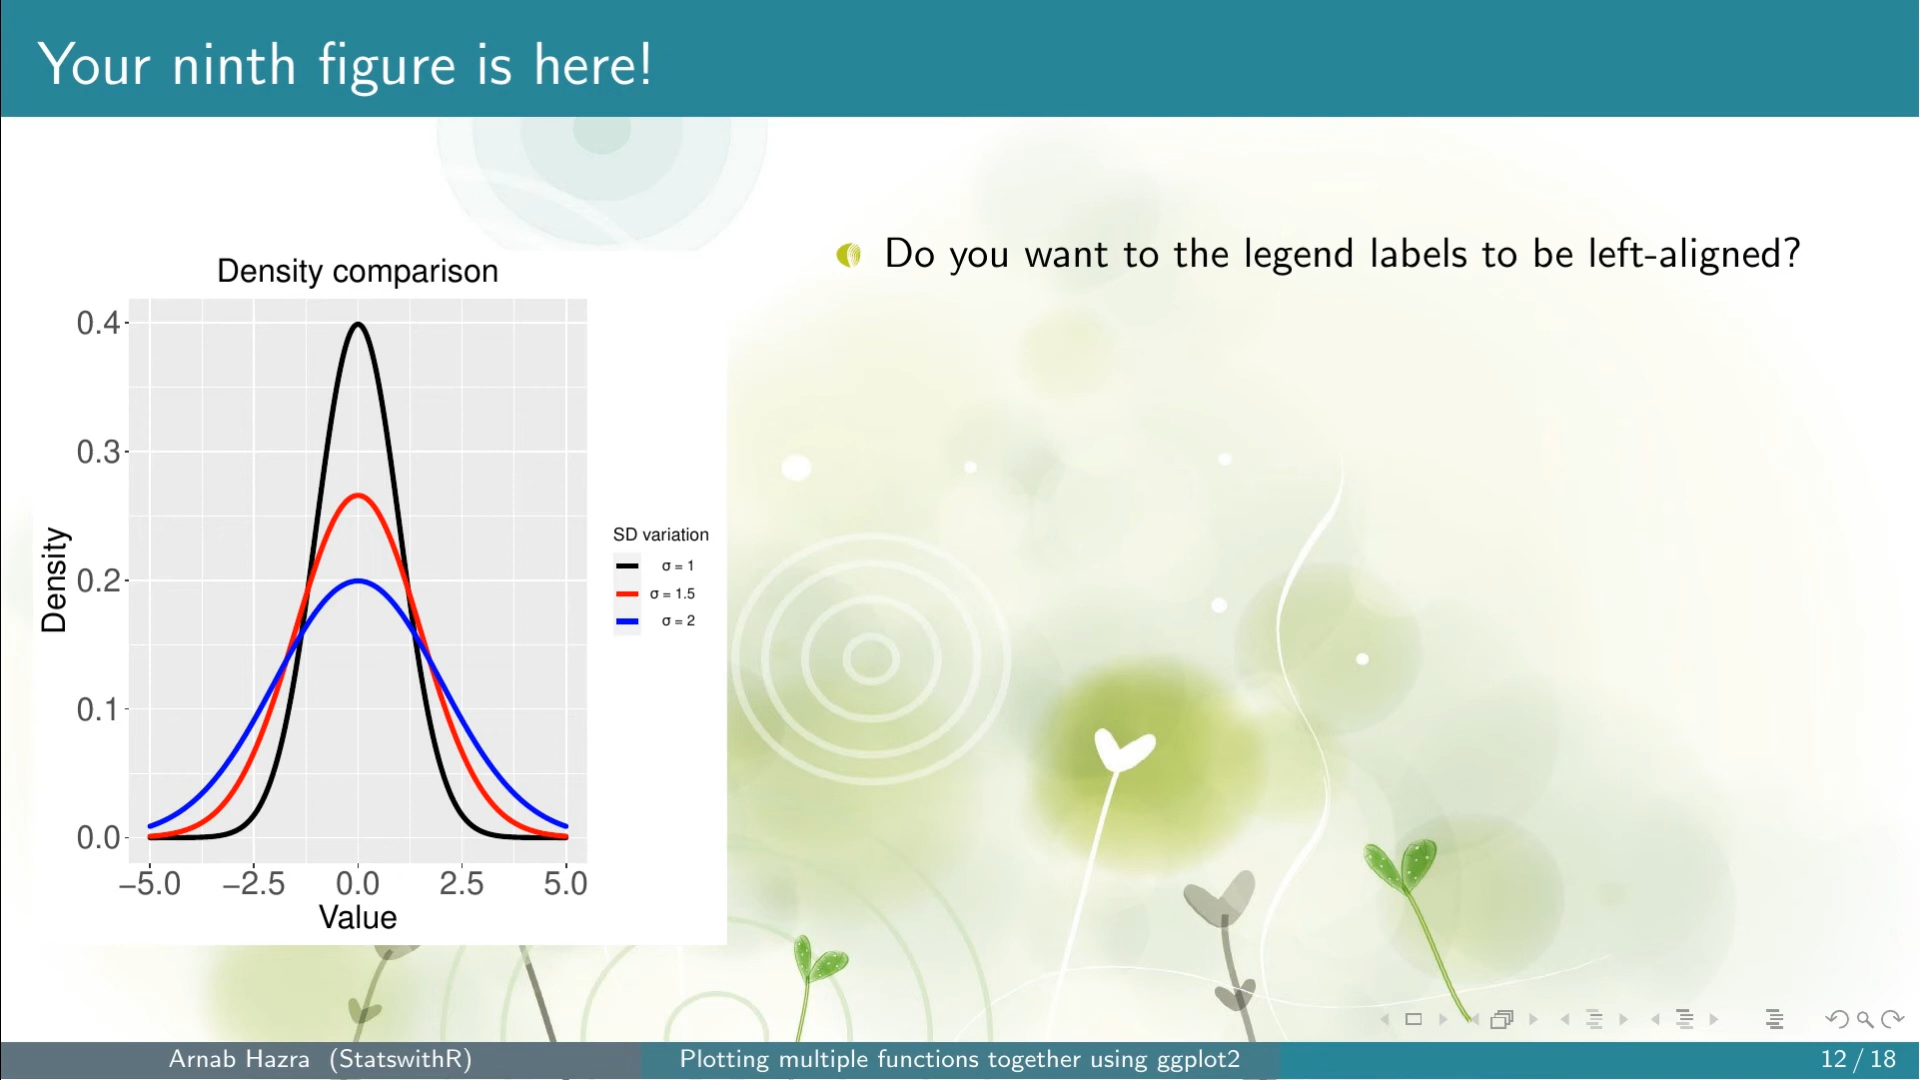 Your ninth figure is here!
Do you want to the legend labels to be left-aligned?
Density comparison
0.4
0.3
0.2
0.1
0.0
Density
−5.0 −2.5 0.0 2.5 5.0
Value
SD variation
σ = 1
σ = 1.5
σ = 2
Arnab Hazra (StatswithR) Plotting multiple functions together using ggplot2 12 / 18